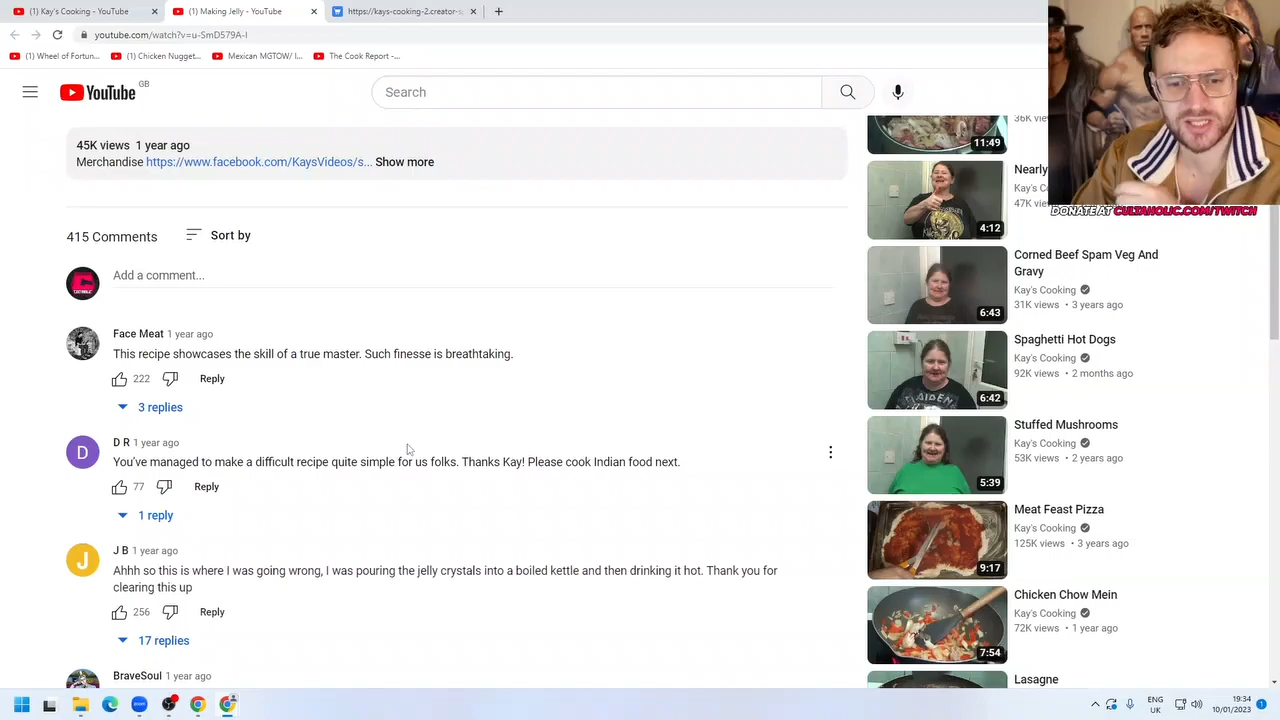 (1) Kay's Cooking - YouTube
(1) Making Jelly - YouTube
https://kays-cooking-2.creator-s
youtube.com/watch?v=u-SmD579A-I
(1) Wheel of Fortun...
(1) Chicken Nugget...
Mexican MGTOW/ I...
The Cook Report -...
YouTube GB
Search
45K views 1 year ago
Merchandise https://www.facebook.com/KaysVideos/s... Show more
415 Comments Sort by
Add a comment...
Face Meat 1 year ago
This recipe showcases the skill of a true master. Such finesse is breathtaking.
222 Reply
3 replies
D
D R 1 year ago
You've managed to make a difficult recipe quite simple for us folks. Thanks Kay! Please cook Indian food next.
77 Reply
1 reply
J
J B 1 year ago
Ahhh so this is where I was going wrong, I was pouring the jelly crystals into a boiled kettle and then drinking it hot. Thank you for
clearing this up
256 Reply
17 replies
BraveSoul 1 year ago
36K vie
11:49
Nearly
Kay's C
47K vie
4:12
DONATE AT CULTAHOLIC.COM/TWITCH
Corned Beef Spam Veg And
Gravy
Kay's Cooking
31K views • 3 years ago
6:43
Spaghetti Hot Dogs
Kay's Cooking
92K views • 2 months ago
6:42
MAIDEN
Stuffed Mushrooms
Kay's Cooking
53K views • 2 years ago
5:39
Meat Feast Pizza
Kay's Cooking
125K views • 3 years ago
9:17
Chicken Chow Mein
Kay's Cooking
72K views • 1 year ago
7:54
Lasagne
ENG
UK
19:34
10/01/2023
1